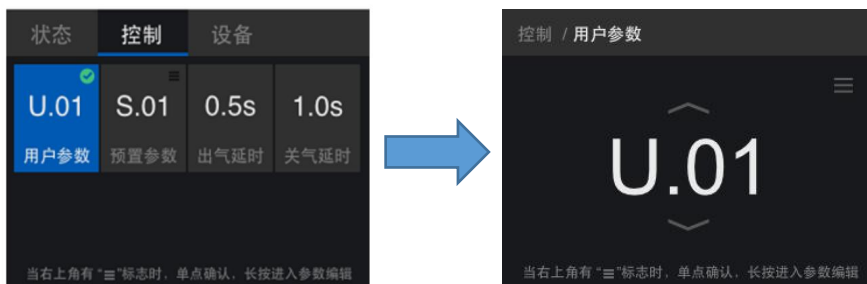 状态 控制 设备
U.01 S.01 0.5s 1.0s
用户参数 预置参数 出气延时 关气延时
当右上角有 “≡”标志时，单点确认，长按进入参数编辑
控制 / 用户参数
U.01
当右上角有 “≡”标志时，单点确认，长按进入参数编辑